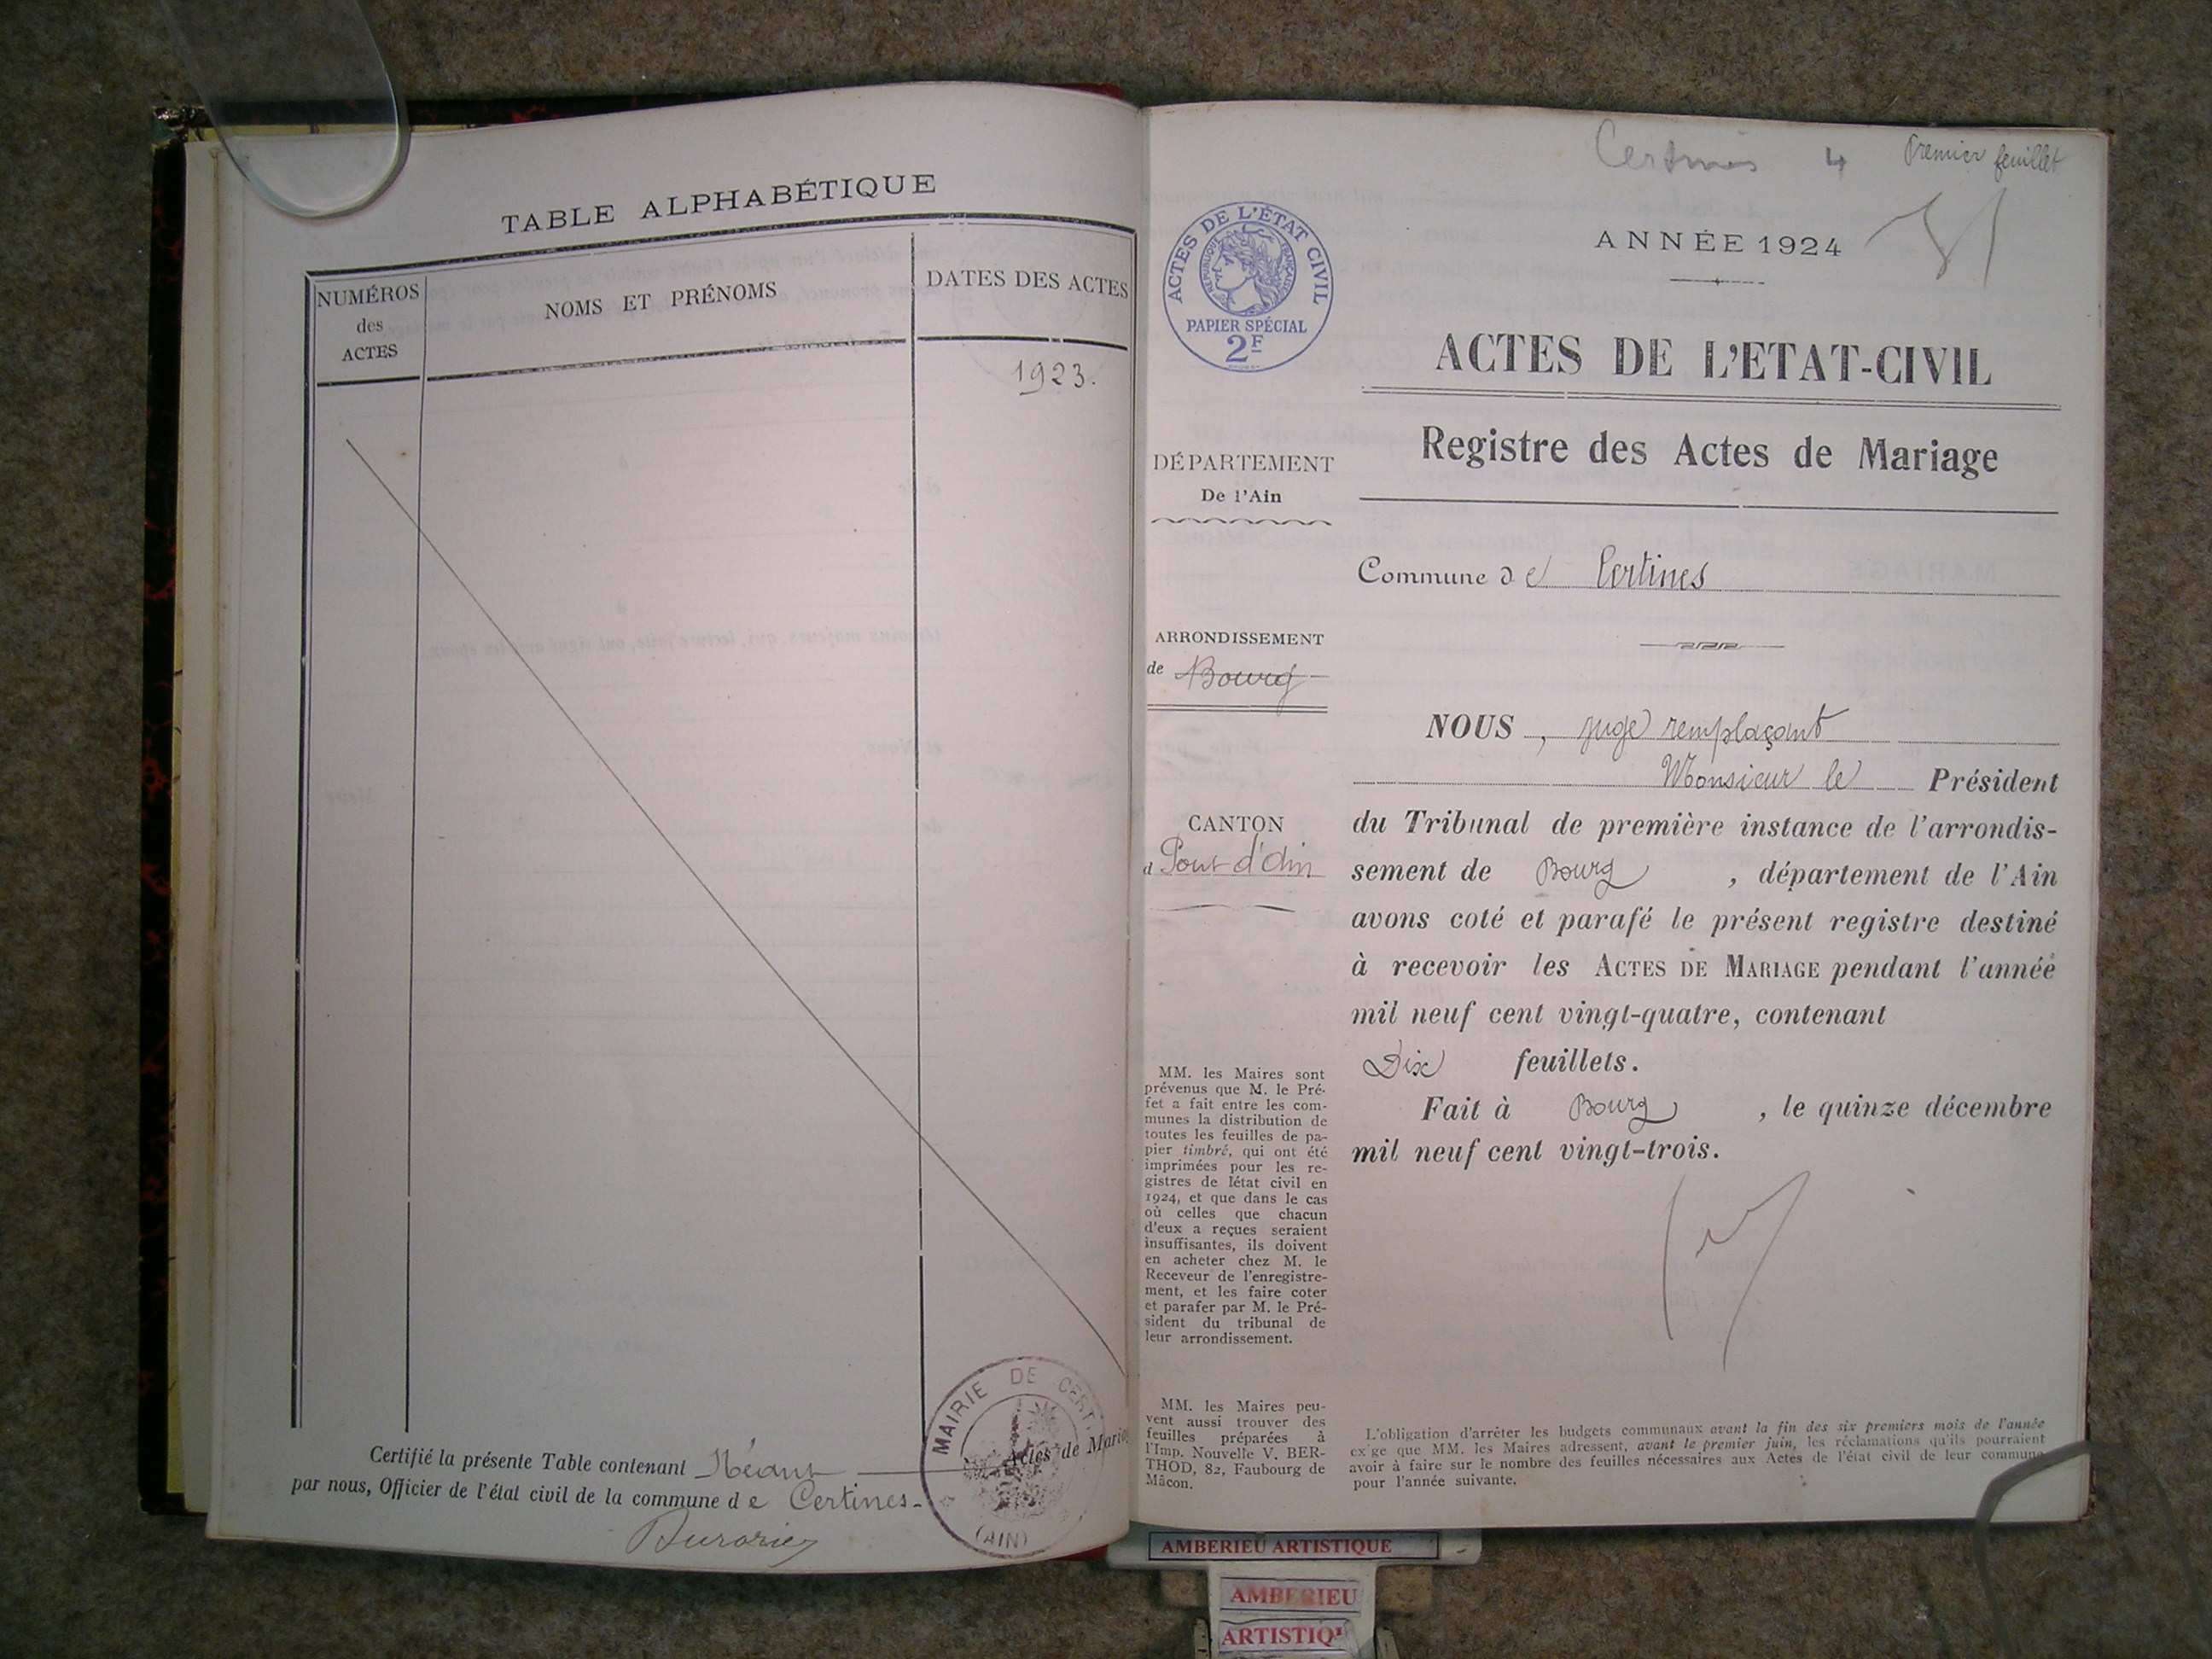 TABLE ALPHABÉTIQUE
NUMÉROS
des
ACTES
NOMS ET PRÉNOMS
DATES DES ACTES
1923.
Certifié la présente Table contenant Néant Actes de Maria
par nous, Officier de l'état civil de la commune d e Certines.
MAIRIE DE CERT
(AIN)
4 Premier feuillet
ACTES DE L'ÉTAT CIVIL
RÉPUBLIQUE FRANÇAISE
PAPIER SPÉCIAL
2F
ANNÉE 1924
ACTES DE L'ETAT-CIVIL
Registre des Actes de Mariage
DÉPARTEMENT
De l'Ain
Commune de Certines
ARRONDISSEMENT
de Bourg
CANTON
d Pont d'Ain
NOUS, juge remplaçant
Monsieur le Président
du Tribunal de première instance de l'arrondis-
sement de Bourg, département de l'Ain
avons coté et parafé le présent registre destiné
à recevoir les ACTES DE MARIAGE pendant l'année
mil neuf cent vingt-quatre, contenant
Dix feuillets.
Fait à Bourg, le quinze décembre
mil neuf cent vingt-trois.
MM. les Maires sont
prévenus que M. le Pré-
fet a fait entre les com-
munes la distribution de
toutes les feuilles de pa-
pier timbré, qui ont été
imprimées pour les re-
gistres de l'état civil en
1924, et que dans le cas
où celles que chacun
d'eux a reçues seraient
insuffisantes, ils doivent
en acheter chez M. le
Receveur de l'enregistre-
ment, et les faire coter
et parafer par M. le Pré-
sident du tribunal de
leur arrondissement.
MM. les Maires peu-
vent aussi trouver des
feuilles préparées à
l'Imp. Nouvelle V. BER-
THOD, 82, Faubourg de
Mâcon.
L'obligation d'arrêter les budgets communaux avant la fin des six premiers mois de l'année
exige que MM. les Maires adressent, avant le premier juin, les réclamations qu'ils pourraient
avoir à faire sur le nombre des feuilles nécessaires aux Actes de l'état civil de leur commune
pour l'année suivante.
AMBERIEU ARTISTIQUE
AMBERIEU
ARTISTIQ